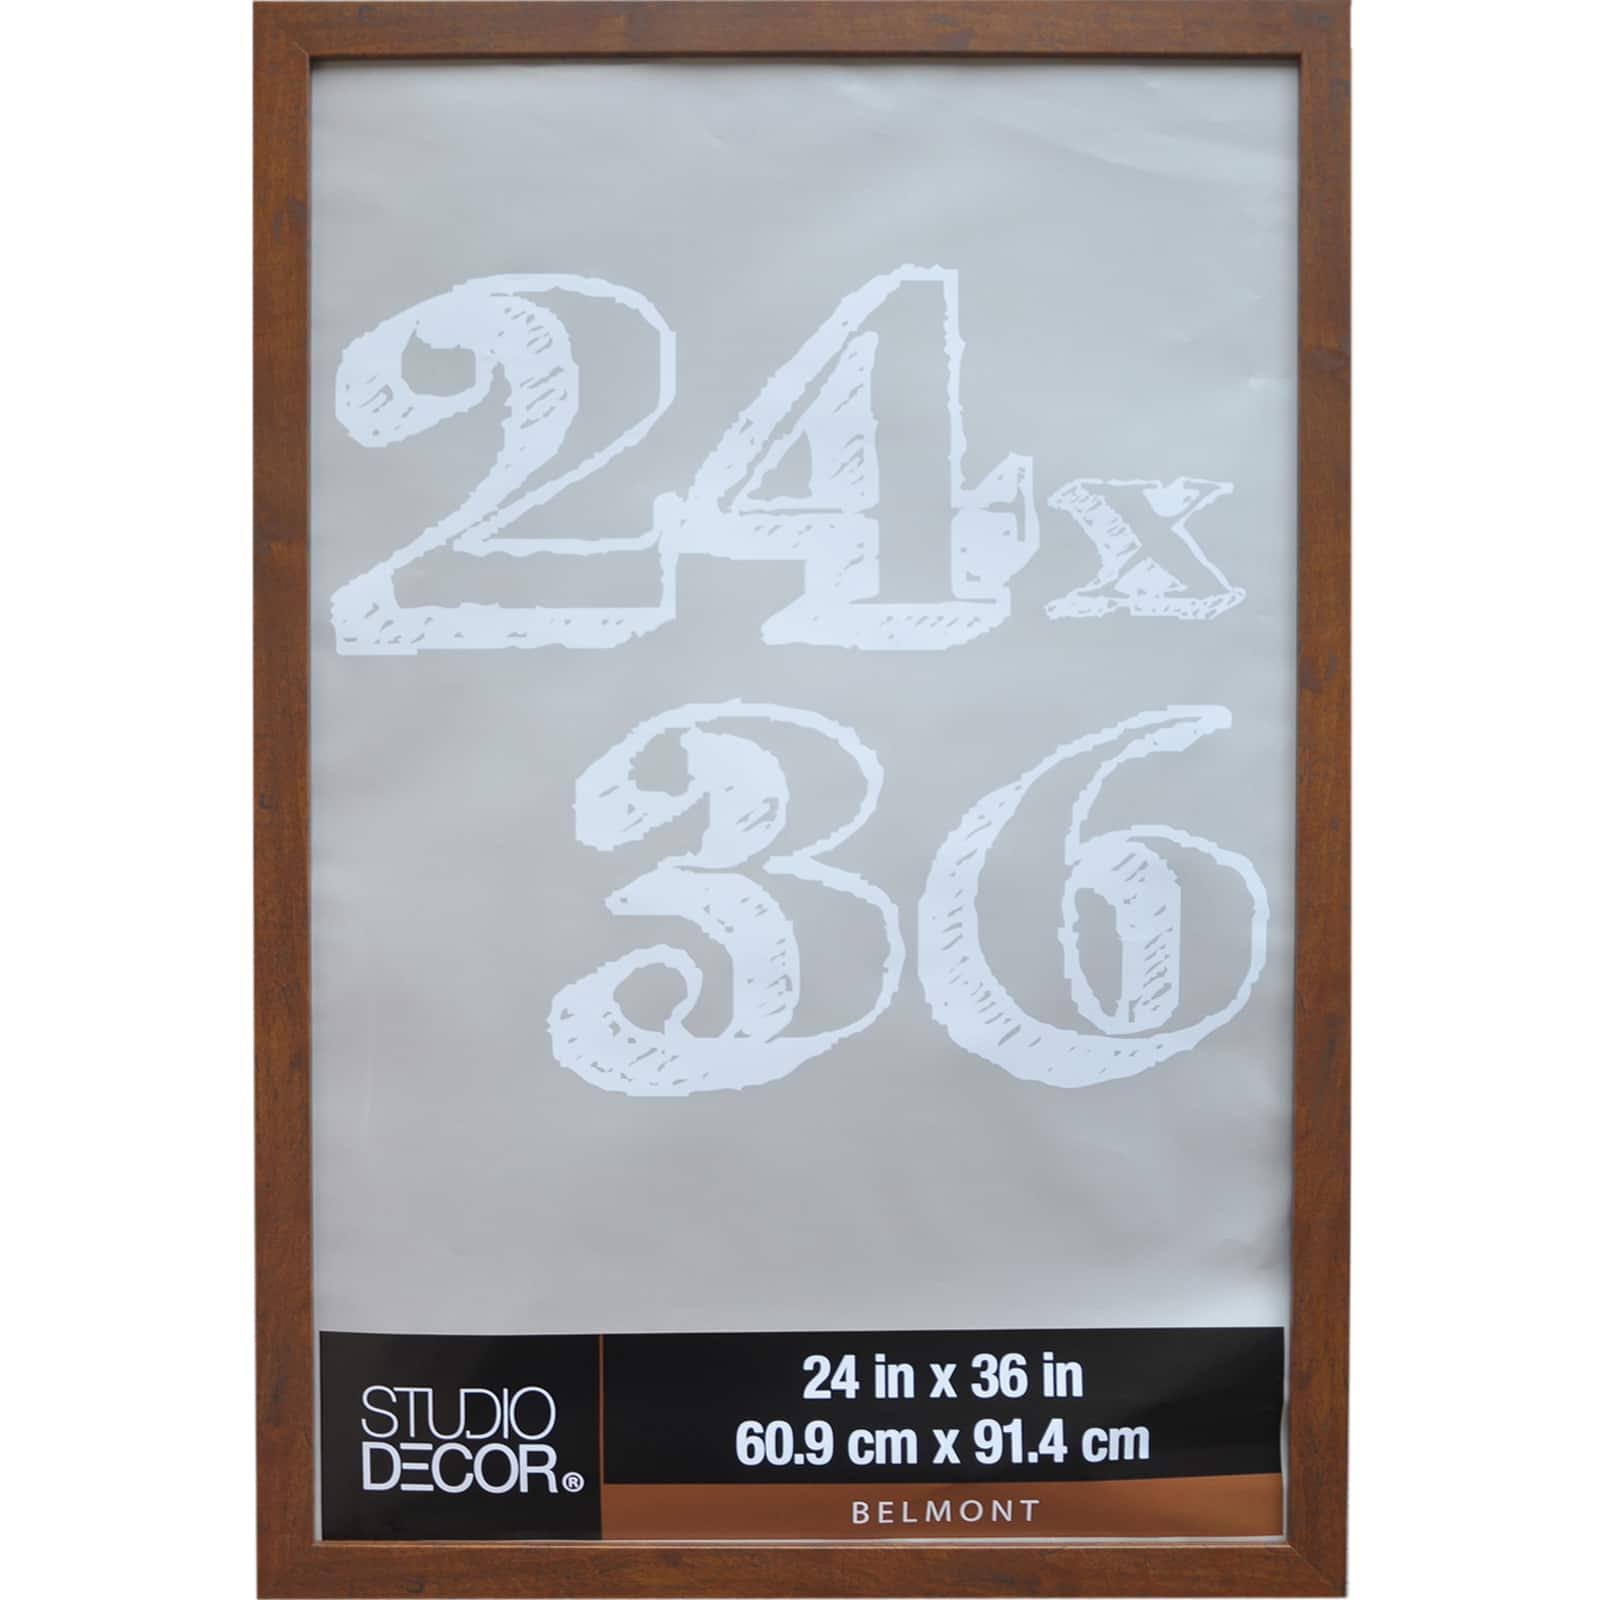 24x
36
STUDIO
DECOR®
24 in x 36 in
60.9 cm x 91.4 cm
BELMONT